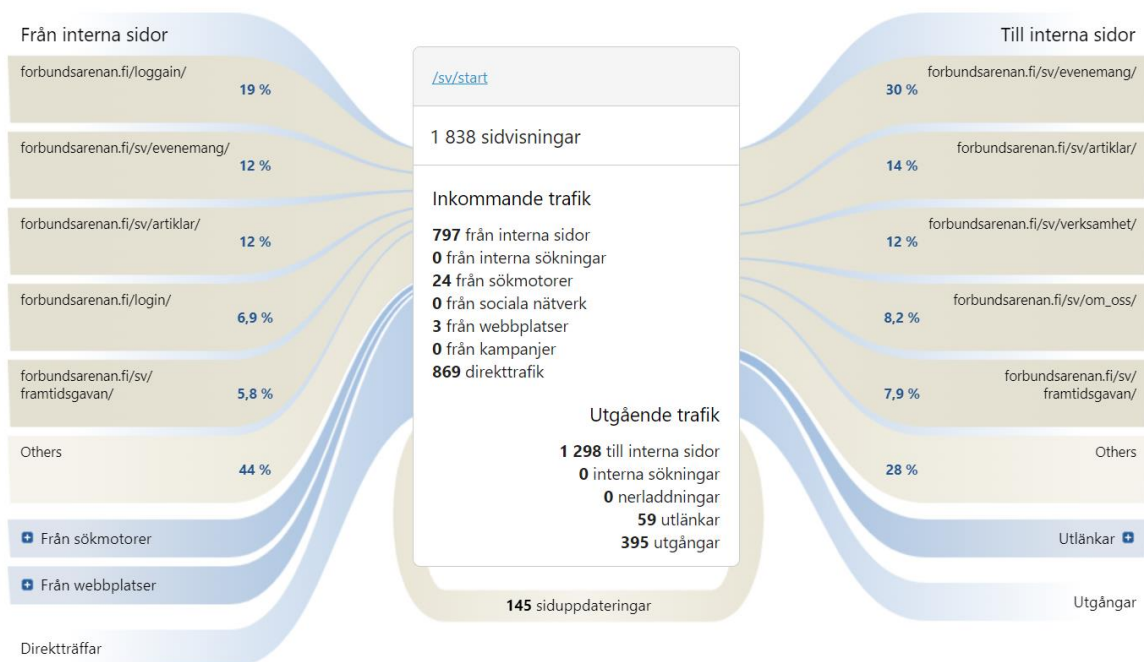 Från interna sidor
forbundsarenan.fi/loggain/
19 %
forbundsarenan.fi/sv/evenemang/
12 %
forbundsarenan.fi/sv/artiklar/
12 %
forbundsarenan.fi/login/
6,9 %
forbundsarenan.fi/sv/
framtidsgavan/
5,8 %
Others
44 %
Från sökmotorer
Från webbplatser
Direktträffar
/sv/start
1 838 sidvisningar
Inkommande trafik
797 från interna sidor
0 från interna sökningar
24 från sökmotorer
0 från sociala nätverk
3 från webbplatser
0 från kampanjer
869 direkttrafik
Utgående trafik
1 298 till interna sidor
0 interna sökningar
0 nerladdningar
59 utlänkar
395 utgångar
145 siduppdateringar
Till interna sidor
forbundsarenan.fi/sv/evenemang/
30 %
forbundsarenan.fi/sv/artiklar/
14 %
forbundsarenan.fi/sv/verksamhet/
12 %
forbundsarenan.fi/sv/om_oss/
8,2 %
forbundsarenan.fi/sv/
framtidsgavan/
7,9 %
Others
28 %
Utlänkar
Utgångar